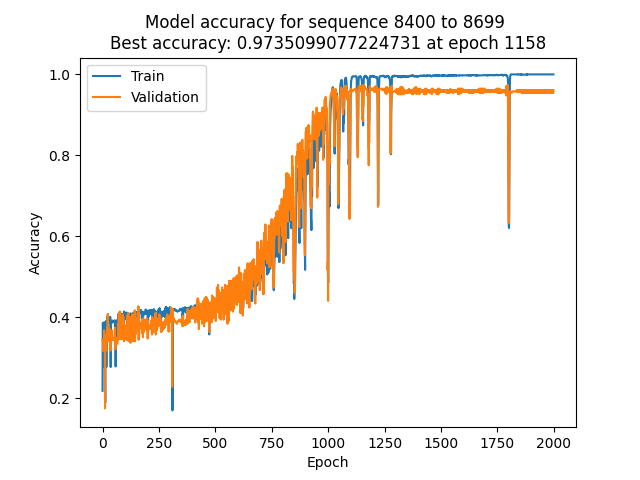 Model accuracy for sequence 8400 to 8699
Best accuracy: 0.9735099077224731 at epoch 1158
Train
Validation
1.0
0.8
0.6
0.4
0.2
Accuracy
0 250 500 750 1000 1250 1500 1750 2000
Epoch